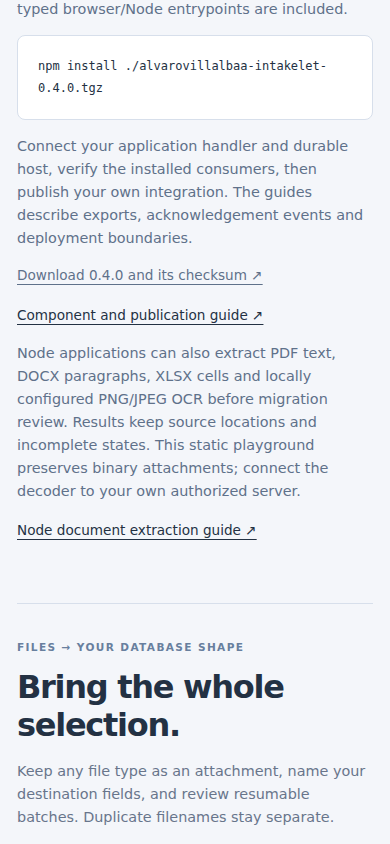 typed browser/Node entrypoints are included.
npm install ./alvarovillalbaa-intakelet-
0.4.0.tgz
Connect your application handler and durable
host, verify the installed consumers, then
publish your own integration. The guides
describe exports, acknowledgement events and
deployment boundaries.
Download 0.4.0 and its checksum ↗
Component and publication guide ↗
Node applications can also extract PDF text,
DOCX paragraphs, XLSX cells and locally
configured PNG/JPEG OCR before migration
review. Results keep source locations and
incomplete states. This static playground
preserves binary attachments; connect the
decoder to your own authorized server.
Node document extraction guide ↗
FILES → YOUR DATABASE SHAPE
Bring the whole
selection.
Keep any file type as an attachment, name your
destination fields, and review resumable
batches. Duplicate filenames stay separate.